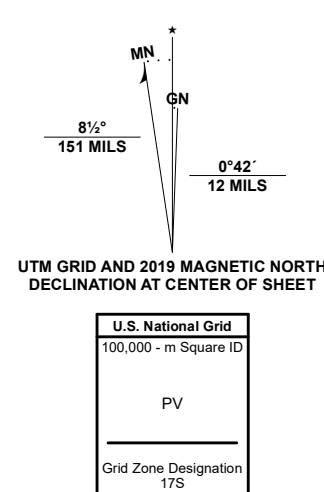 ★
MN
GN
8½°
151 MILS
0°42´
12 MILS
UTM GRID AND 2019 MAGNETIC NORTH
DECLINATION AT CENTER OF SHEET
U.S. National Grid
100,000 - m Square ID
PV
Grid Zone Designation
17S